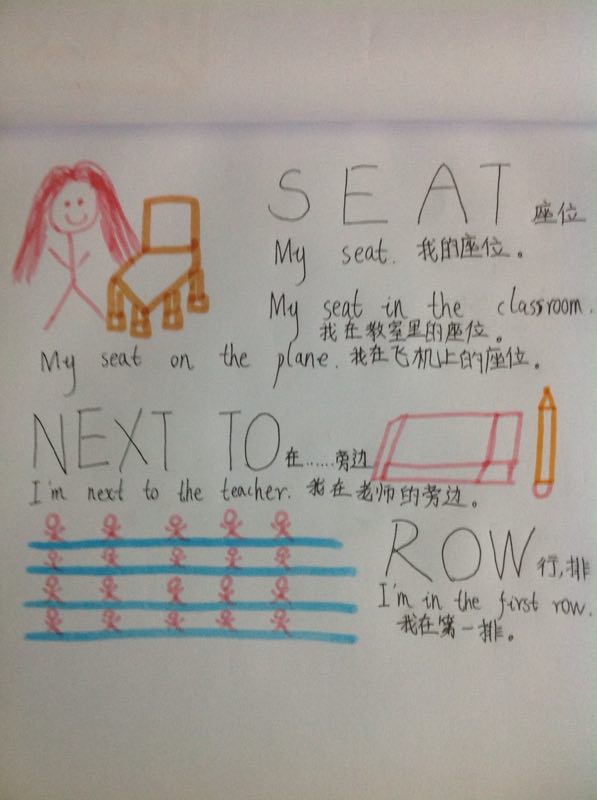 SEAT 座位
My seat. 我的座位。
My seat in the classroom.
我在教室里的座位。
My seat on the plane. 我在飞机上的座位。
NEXT TO 在……旁边
I'm next to the teacher. 我在老师的旁边。
ROW 行,排
I'm in the first row.
我在第一排。